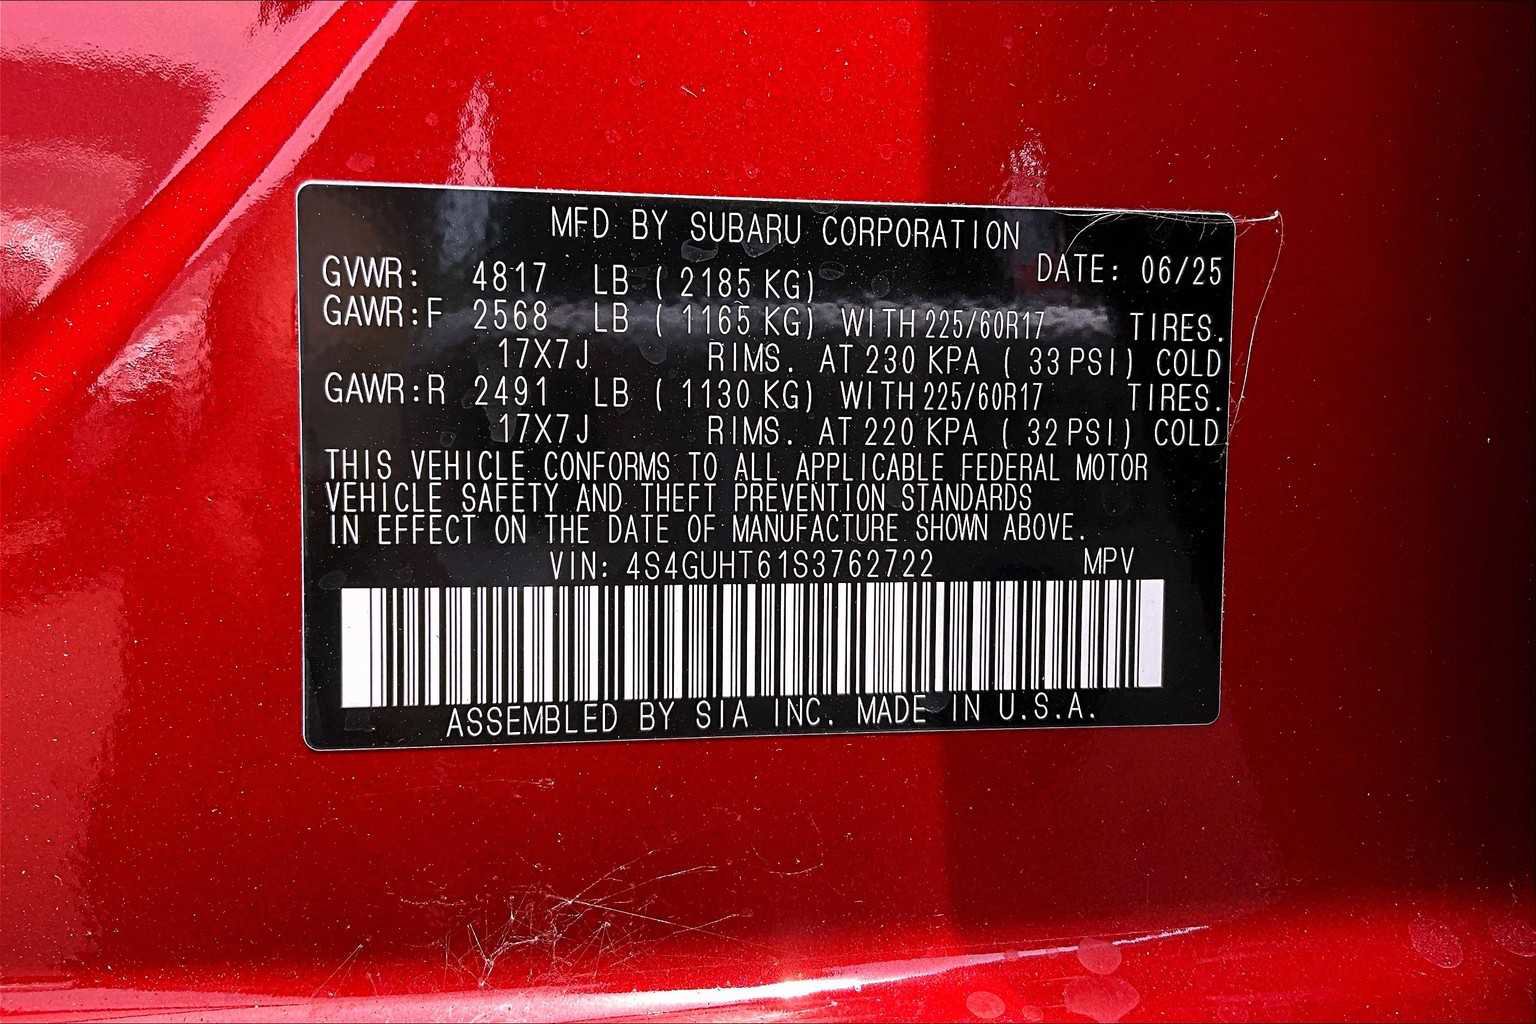 MFD BY SUBARU CORPORATION
GVWR: 4817 LB ( 2185 KG) DATE: 06/25
GAWR:F 2568 LB ( 1165 KG) WITH 225/60R17 TIRES.
17X7J RIMS. AT 230 KPA ( 33 PSI) COLD
GAWR:R 2491 LB ( 1130 KG) WITH 225/60R17 TIRES.
17X7J RIMS. AT 220 KPA ( 32 PSI) COLD
THIS VEHICLE CONFORMS TO ALL APPLICABLE FEDERAL MOTOR
VEHICLE SAFETY AND THEFT PREVENTION STANDARDS
IN EFFECT ON THE DATE OF MANUFACTURE SHOWN ABOVE.
VIN: 4S4GUHT61S3762722 MPV
ASSEMBLED BY SIA INC. MADE IN U.S.A.